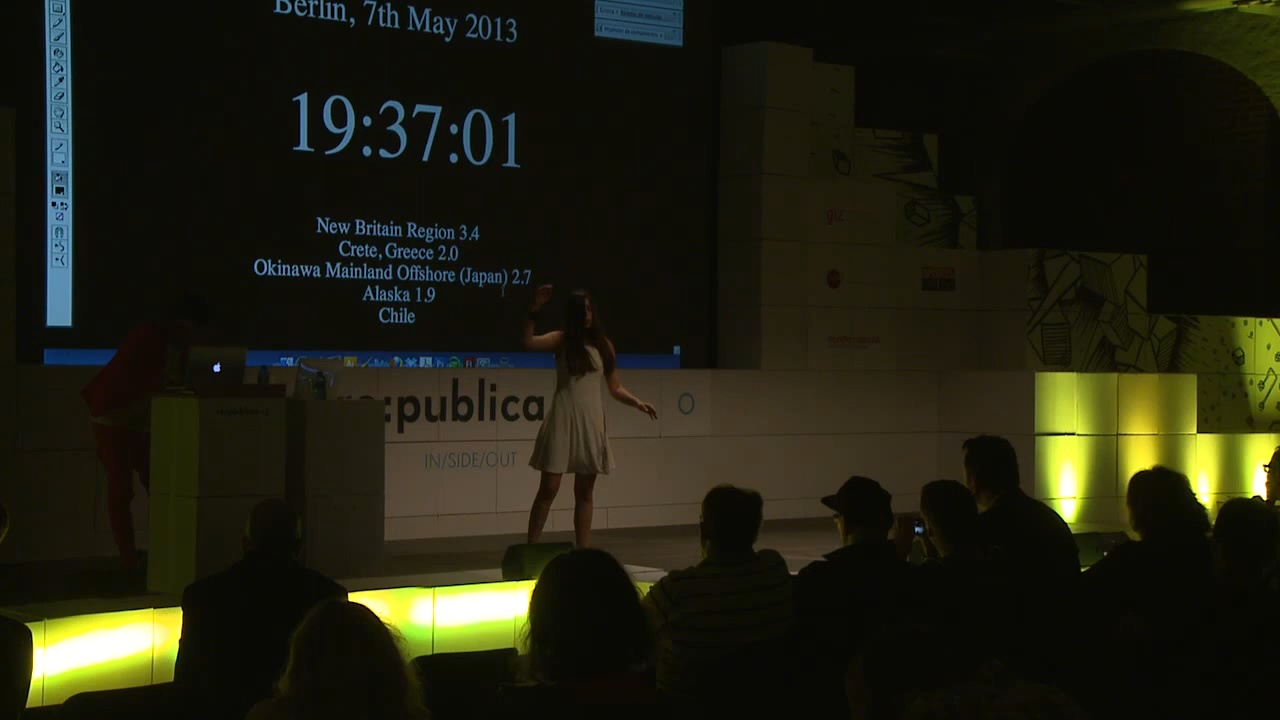 Berlin, 7th May 2013
19:37:01
New Britain Region 3.4
Crete, Greece 2.0
Okinawa Mainland Offshore (Japan) 2.7
Alaska 1.9
Chile
giz
re:publica
IN/SIDE/OUT